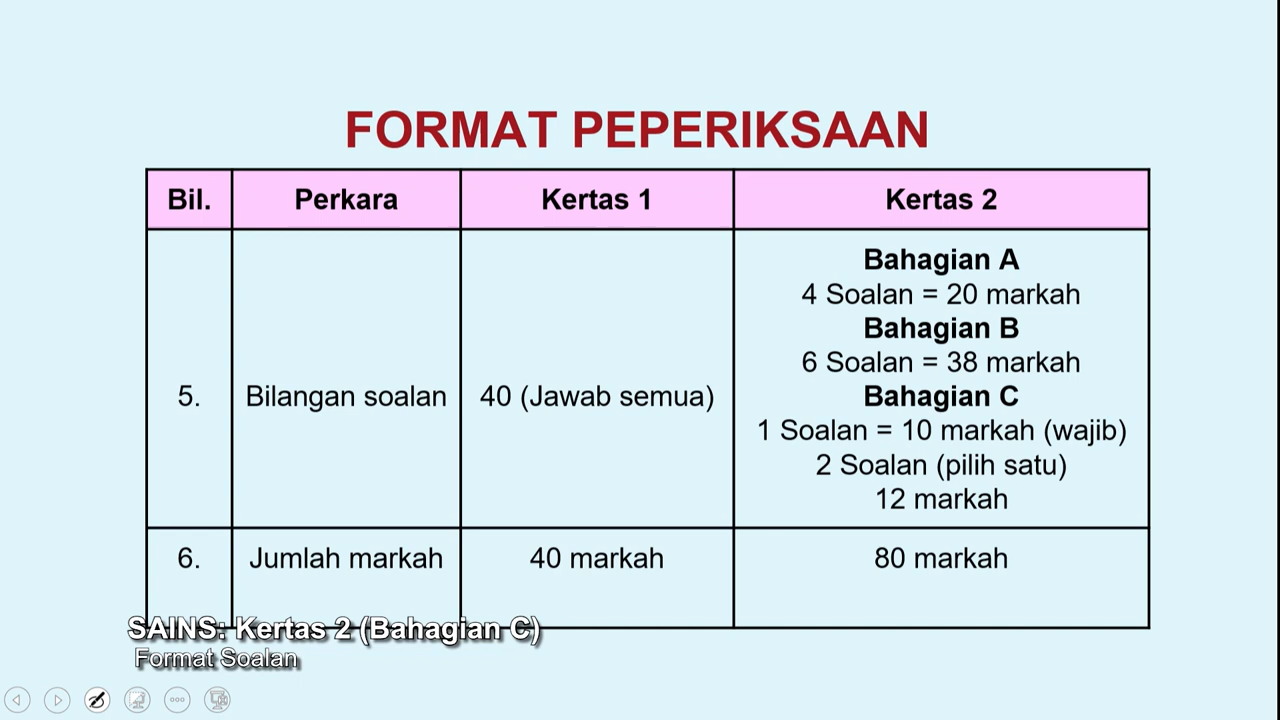 FORMAT PEPERIKSAAN
Bil. Perkara Kertas 1 Kertas 2
5. Bilangan soalan 40 (Jawab semua)
Bahagian A
4 Soalan = 20 markah
Bahagian B
6 Soalan = 38 markah
Bahagian C
1 Soalan = 10 markah (wajib)
2 Soalan (pilih satu)
12 markah
6. Jumlah markah 40 markah 80 markah
SAINS: Kertas 2 (Bahagian C)
Format Soalan